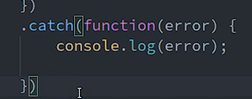 })
.catch(function(error) {
console.log(error);
})